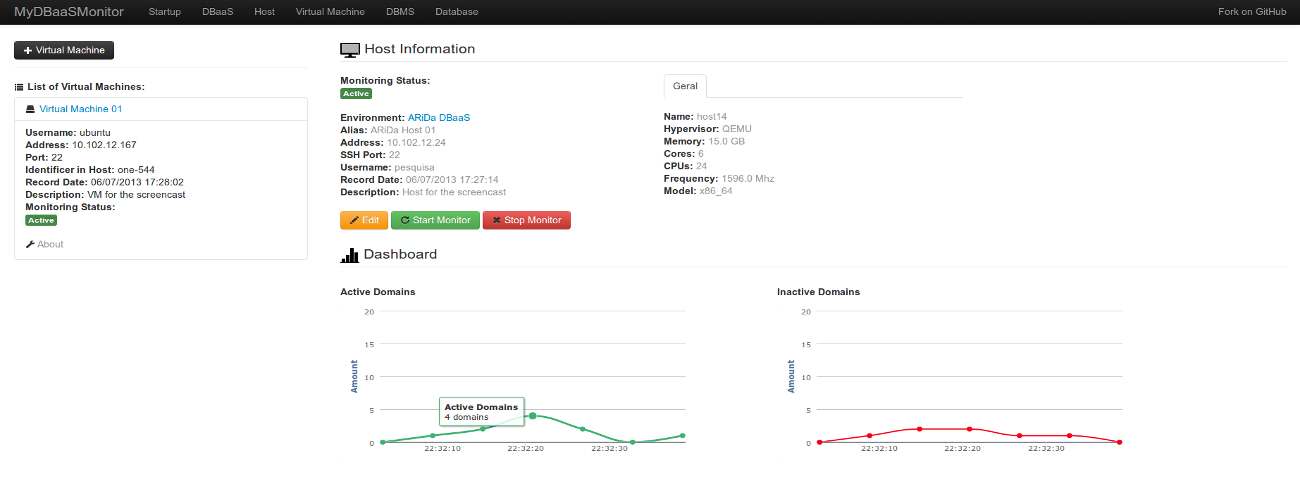 MyDBaaSMonitor Startup DBaaS Host Virtual Machine DBMS Database Fork on GitHub
Virtual Machine
List of Virtual Machines:
Virtual Machine 01
Username: ubuntu
Address: 10.102.12.167
Port: 22
Identificer in Host: one-544
Record Date: 06/07/2013 17:28:02
Description: VM for the screencast
Monitoring Status:
Active
About
Host Information
Monitoring Status:
Active
Environment: ARiDa DBaaS
Alias: ARiDa Host 01
Address: 10.102.12.24
SSH Port: 22
Username: pesquisa
Record Date: 06/07/2013 17:27:14
Description: Host for the screencast
Geral
Name: host14
Hypervisor: QEMU
Memory: 15.0 GB
Cores: 6
CPUs: 24
Frequency: 1596.0 Mhz
Model: x86_64
Edit Start Monitor Stop Monitor
Dashboard
Active Domains
20
15
10
5
0
Amount
Active Domains
4 domains
22:32:10 22:32:20 22:32:30
Inactive Domains
20
15
10
5
0
Amount
22:32:10 22:32:20 22:32:30